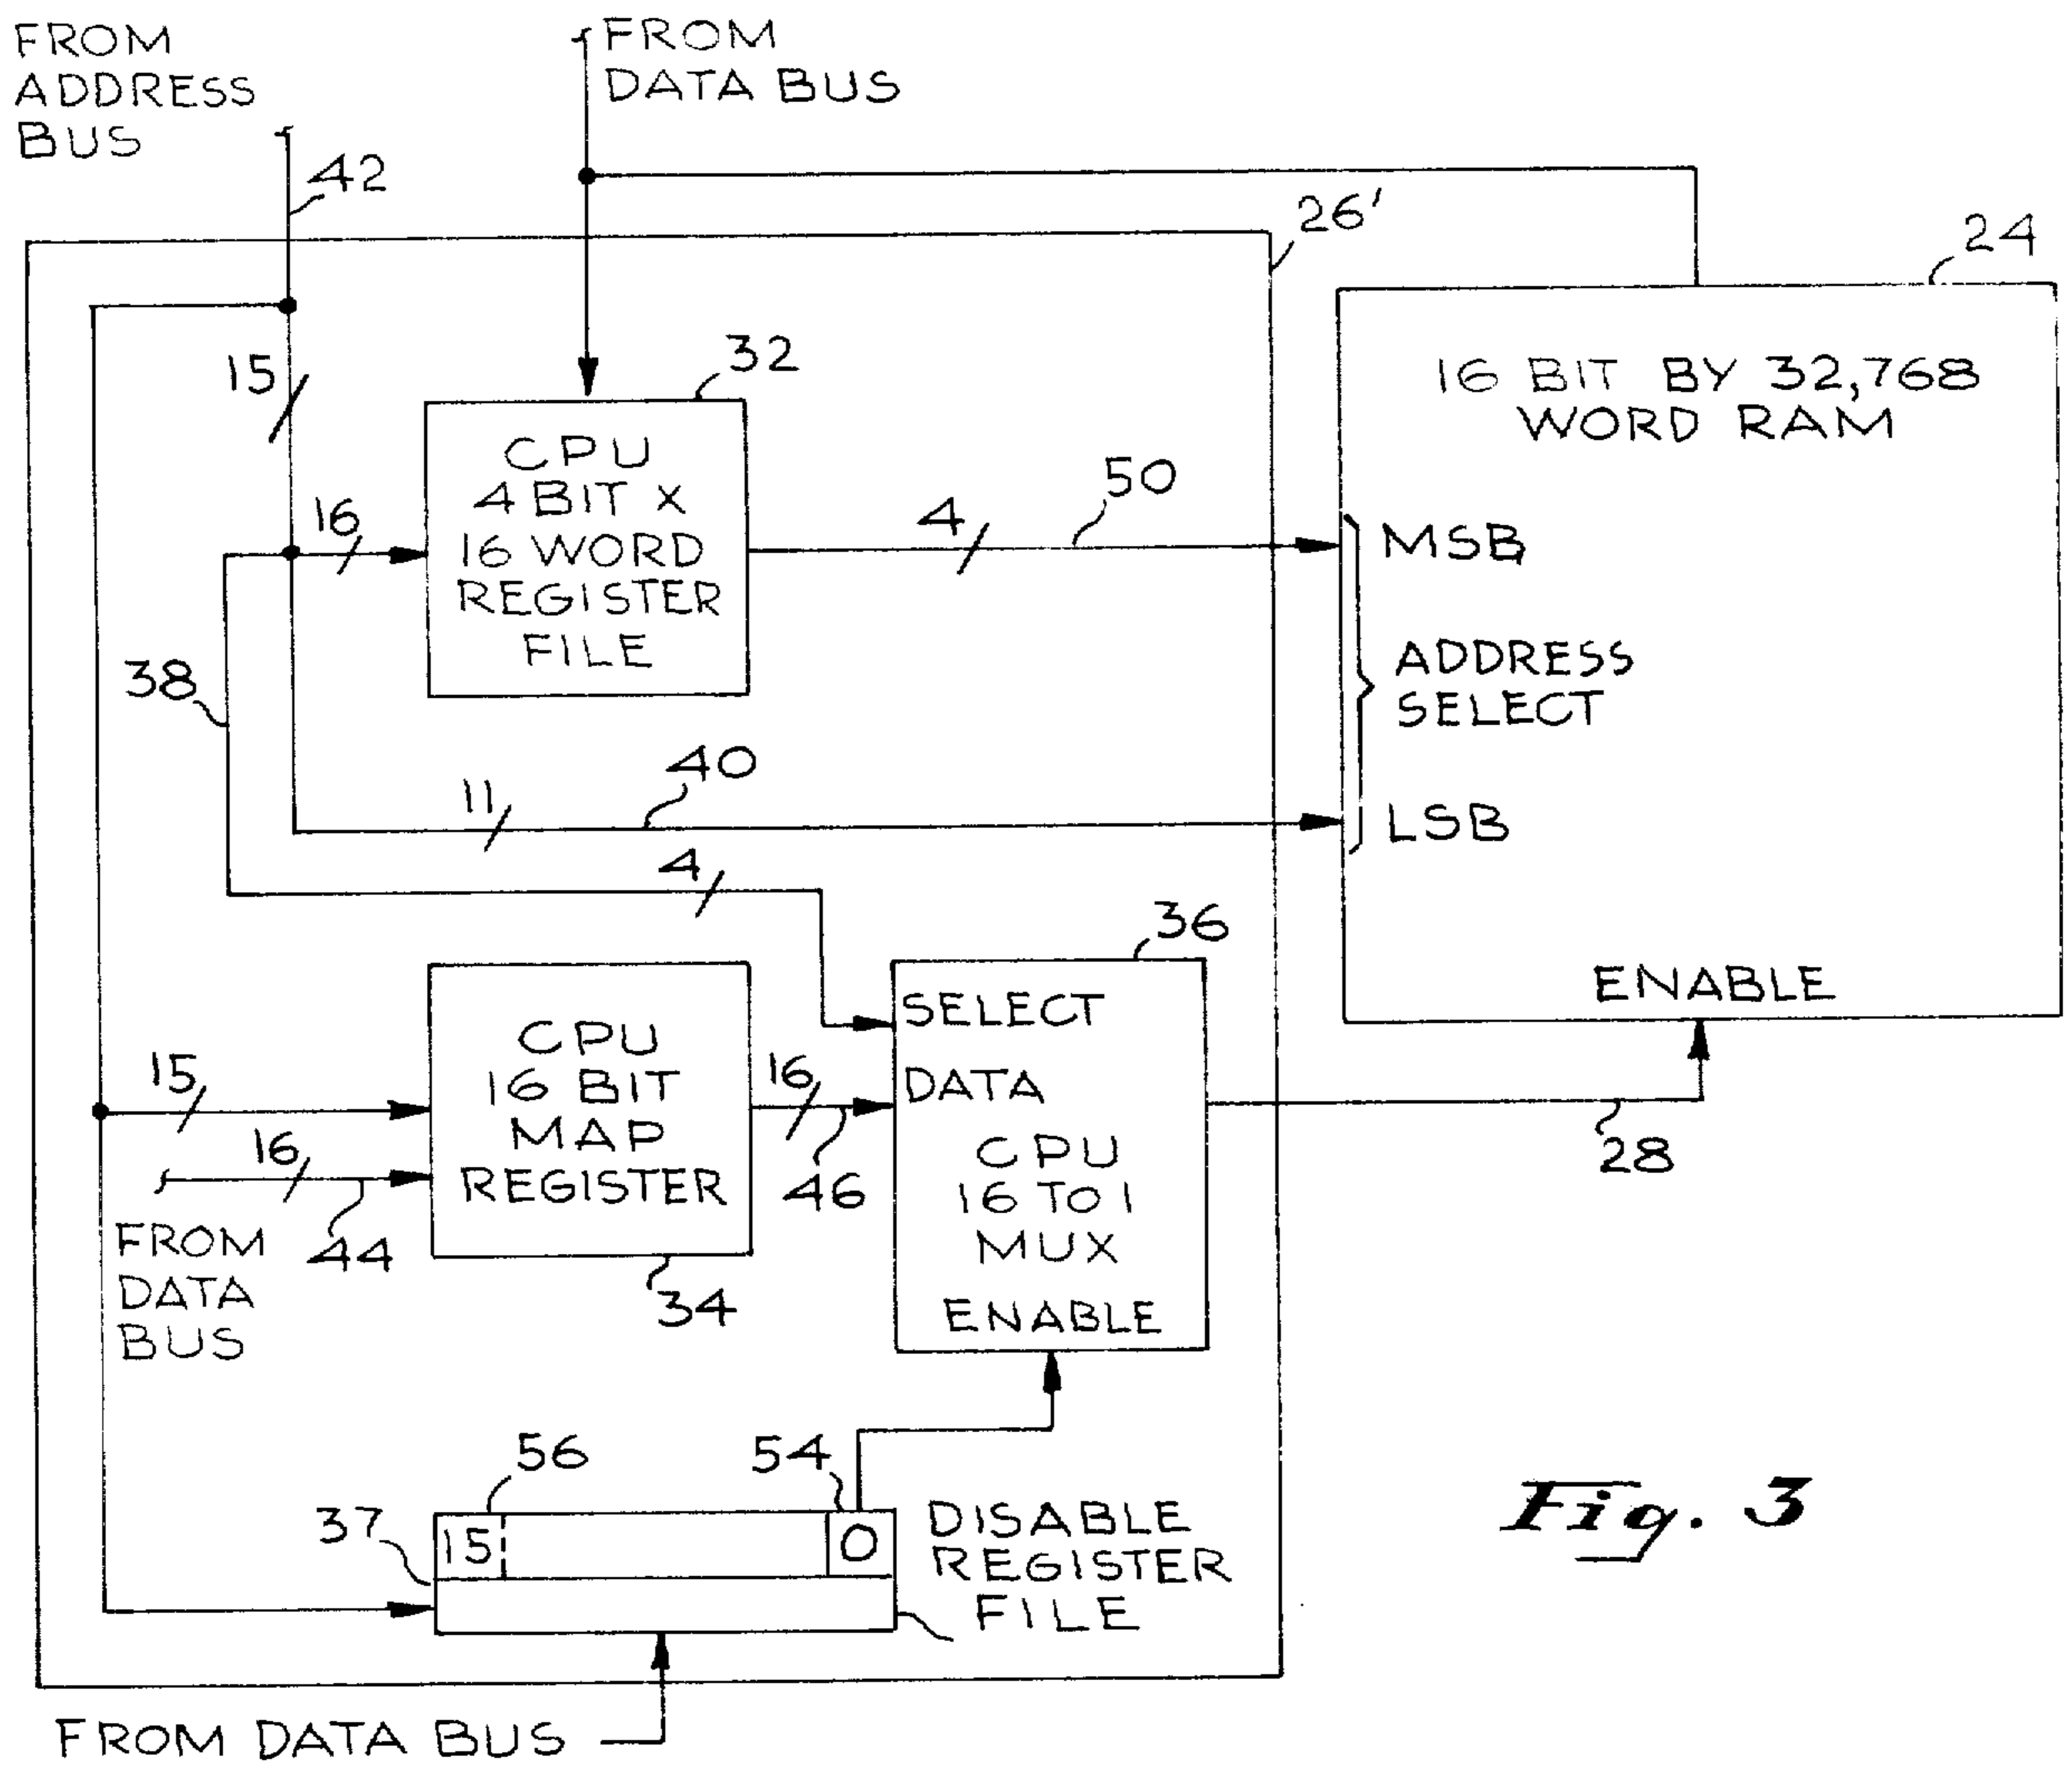 FROM
ADDRESS
BUS
FROM
DATA BUS
42
26'
24
15
32
16 BIT BY 32,768
WORD RAM
CPU
4 BIT X
16 WORD
REGISTER
FILE
16
4
50
MSB
ADDRESS
SELECT
LSB
38
40
11
4
36
ENABLE
SELECT
DATA
CPU
16 TO 1
MUX
ENABLE
CPU
16 BIT
MAP
REGISTER
15
16
16
46
28
44
34
FROM
DATA
BUS
56
54
37
15
0
DISABLE
REGISTER
FILE
FROM DATA BUS
Fig. 3